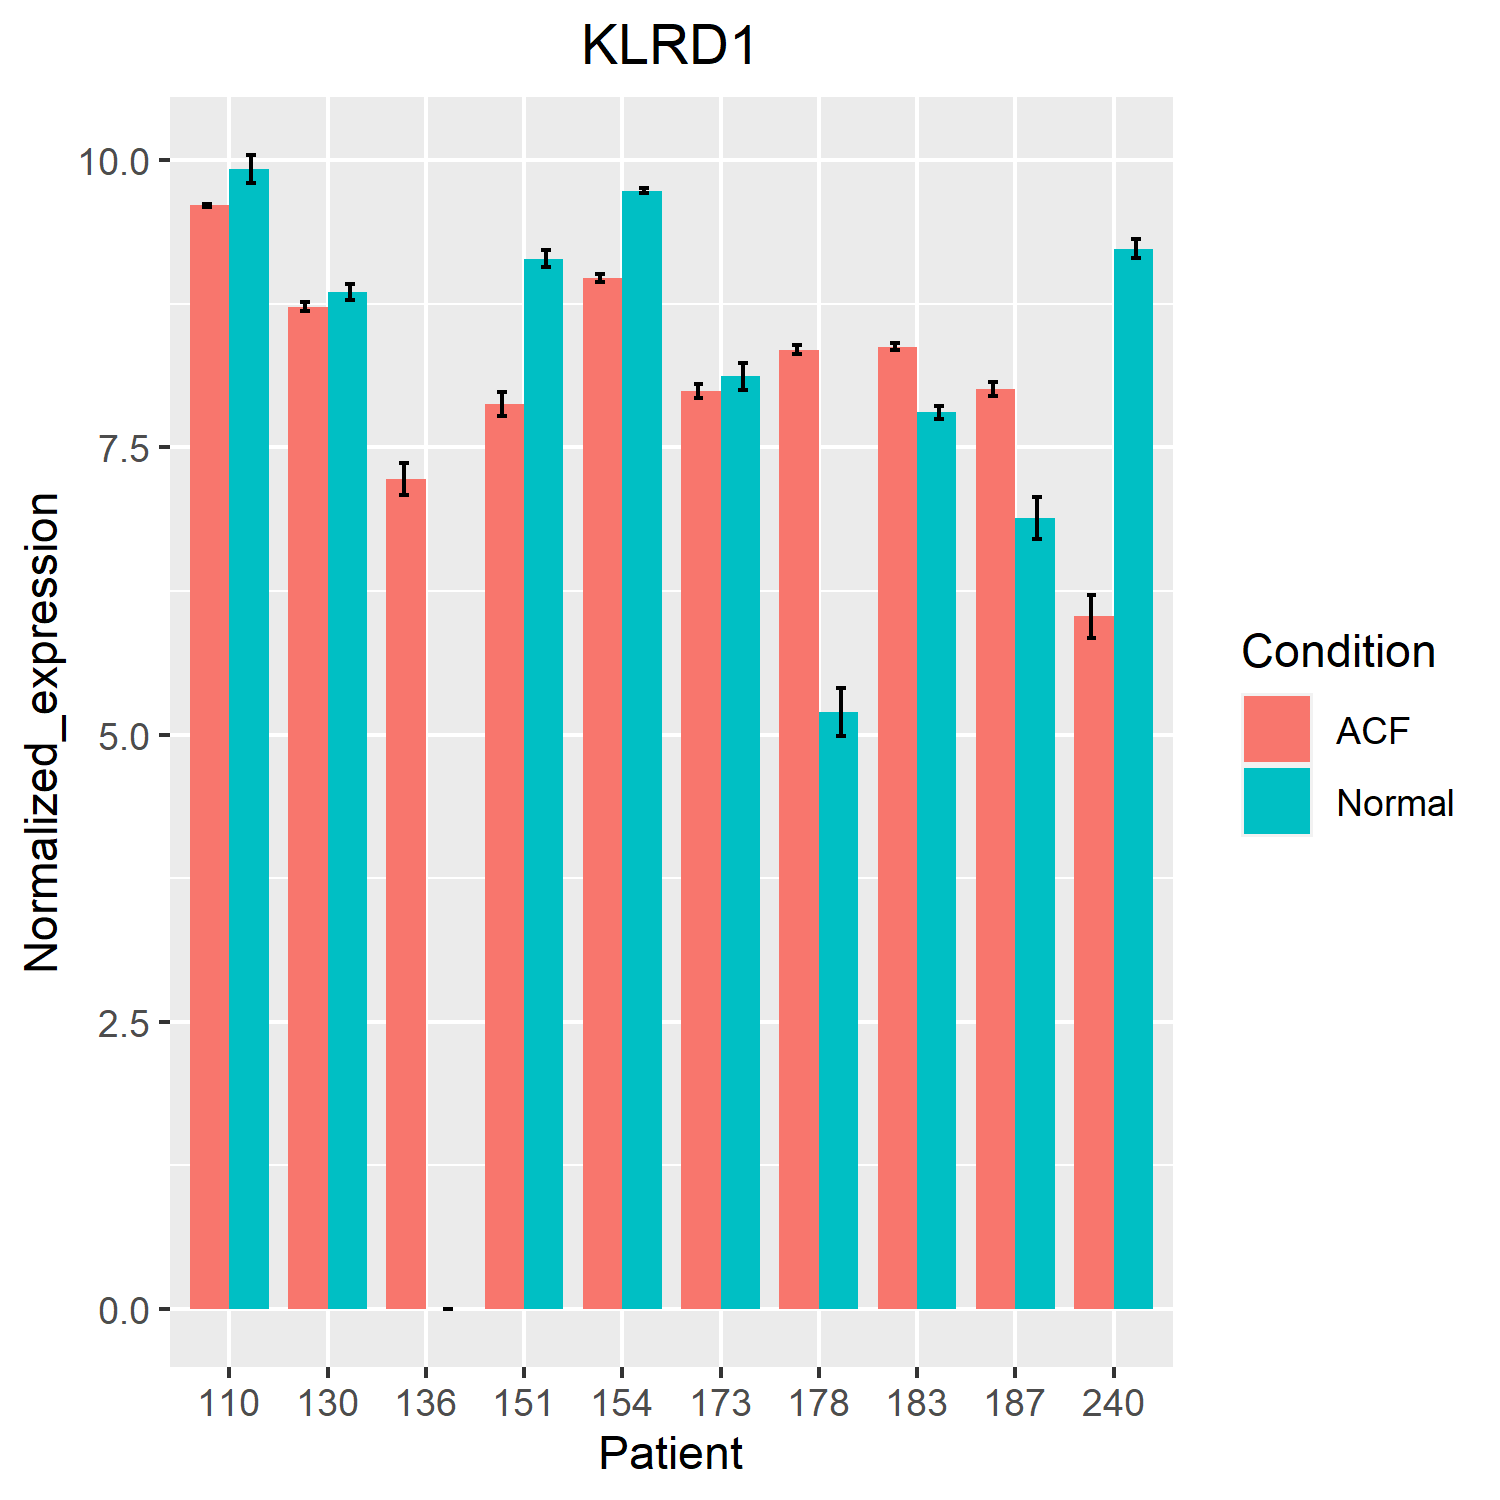 KLRD1
Normalized_expression
10.0
7.5
5.0
2.5
0.0
110 130 136 151 154 173 178 183 187 240
Patient
Condition
ACF
Normal